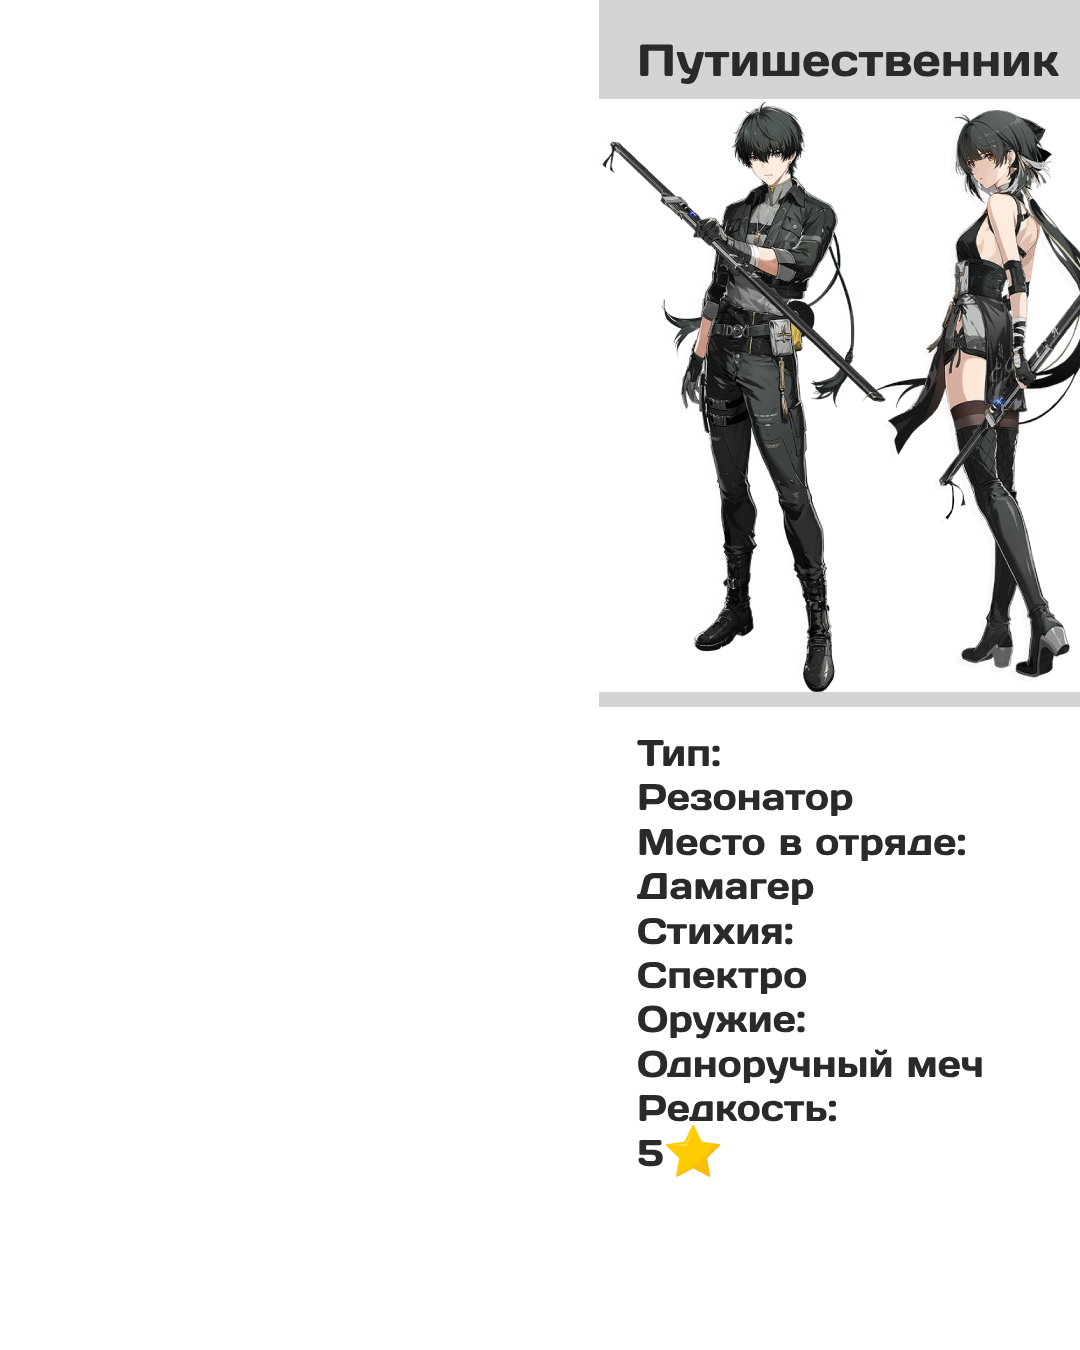 Путишественник
Тип:
Резонатор
Место в отряде:
Дамагер
Стихия:
Спектро
Оружие:
Одноручный меч
Редкость:
5⭐